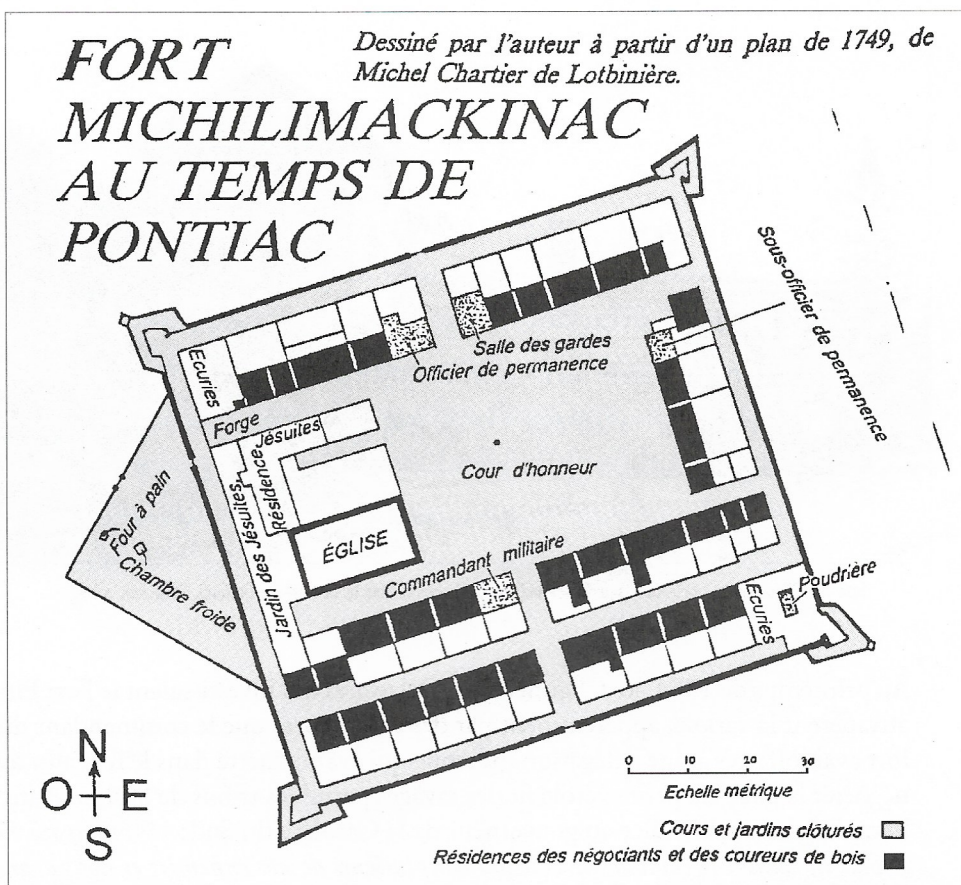 FORT
MICHILIMACKINAC
AU TEMPS DE
PONTIAC
Dessiné par l'auteur à partir d'un plan de 1749, de
Michel Chartier de Lotbinière.
Sous-officier de permanence
Salle des gardes
Officier de permanence
Ecuries
Forge
Jésuites
Résidence
Jardin des Jésuites
Cour d'honneur
ÉGLISE
Four à pain
Chambre froide
Commandant militaire
Poudrière
Ecuries
N
O E
S
0 10 20 30
Echelle métrique
Cours et jardins clôturés
Résidences des négociants et des coureurs de bois